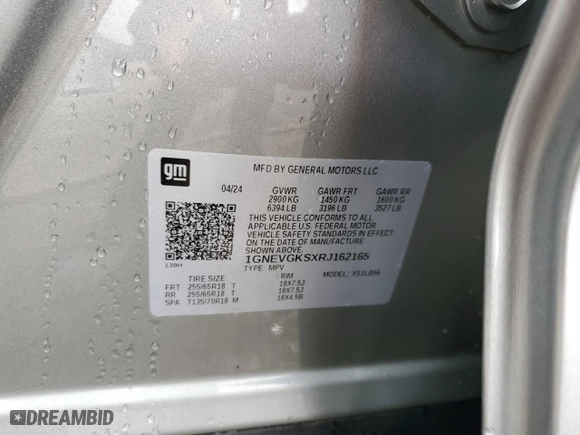 gm
MFD BY GENERAL MOTORS LLC
04/24 GVWR GAWR FRT GAWR RR
2900 KG 1450 KG 1600 KG
6394 LB 3196 LB 3527 LB
THIS VEHICLE CONFORMS TO ALL
APPLICABLE U.S. FEDERAL MOTOR
VEHICLE SAFETY STANDARDS IN
EFFECT ON THE DATE OF MANUFACTURE
SHOWN ABOVE.
1GNEVGKSXRJ162165
TYPE: MPV MODEL:
TIRE SIZE RIM
FRT 255/65R18 T 18X7.5J
RR 255/65R18 T 18X7.5J
SPA T135/70R18 M 18X4.5B
DREAMBID